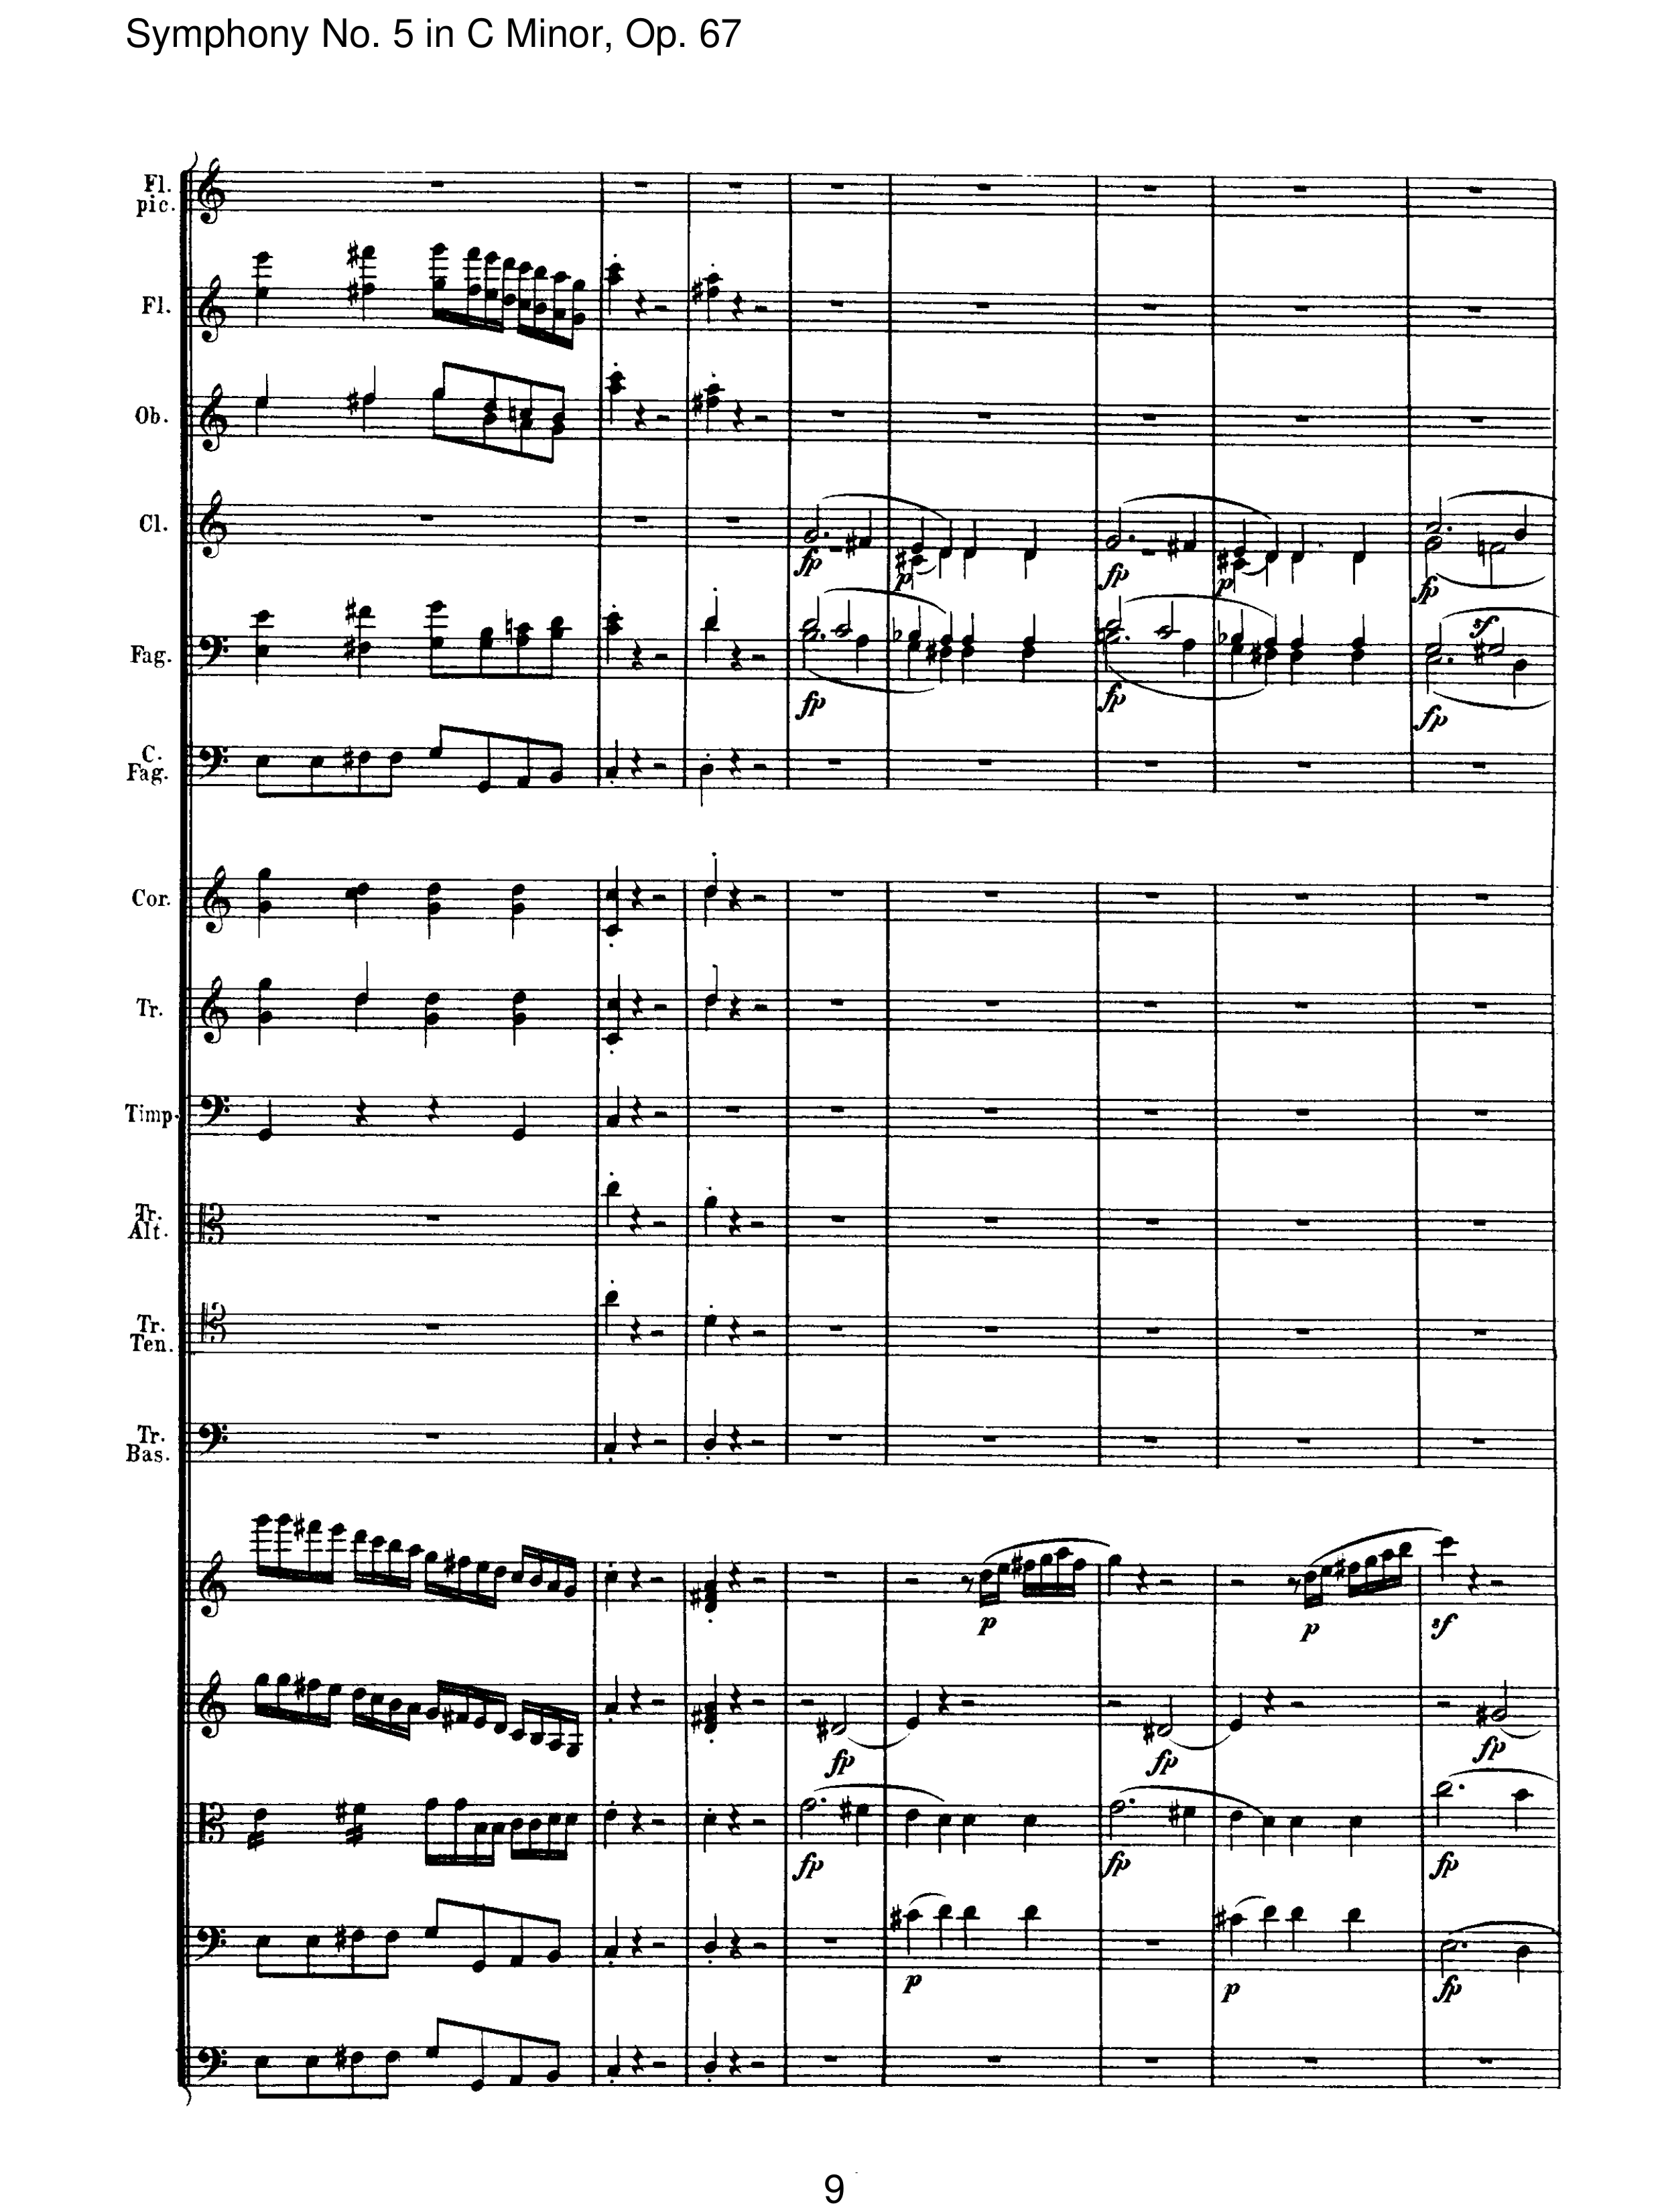 Symphony No. 5 in C Minor, Op. 67
Fl.
pic.
Fl.
Ob.
Cl.
fp
p
fp
p
fp
Fag.
sf
fp
fp
fp
C.
Fag.
Cor.
Tr.
Timp.
Tr.
Alt.
Tr.
Ten.
Tr.
Bas.
p
p
sf
fp
fp
fp
fp
fp
fp
p
p
fp
9